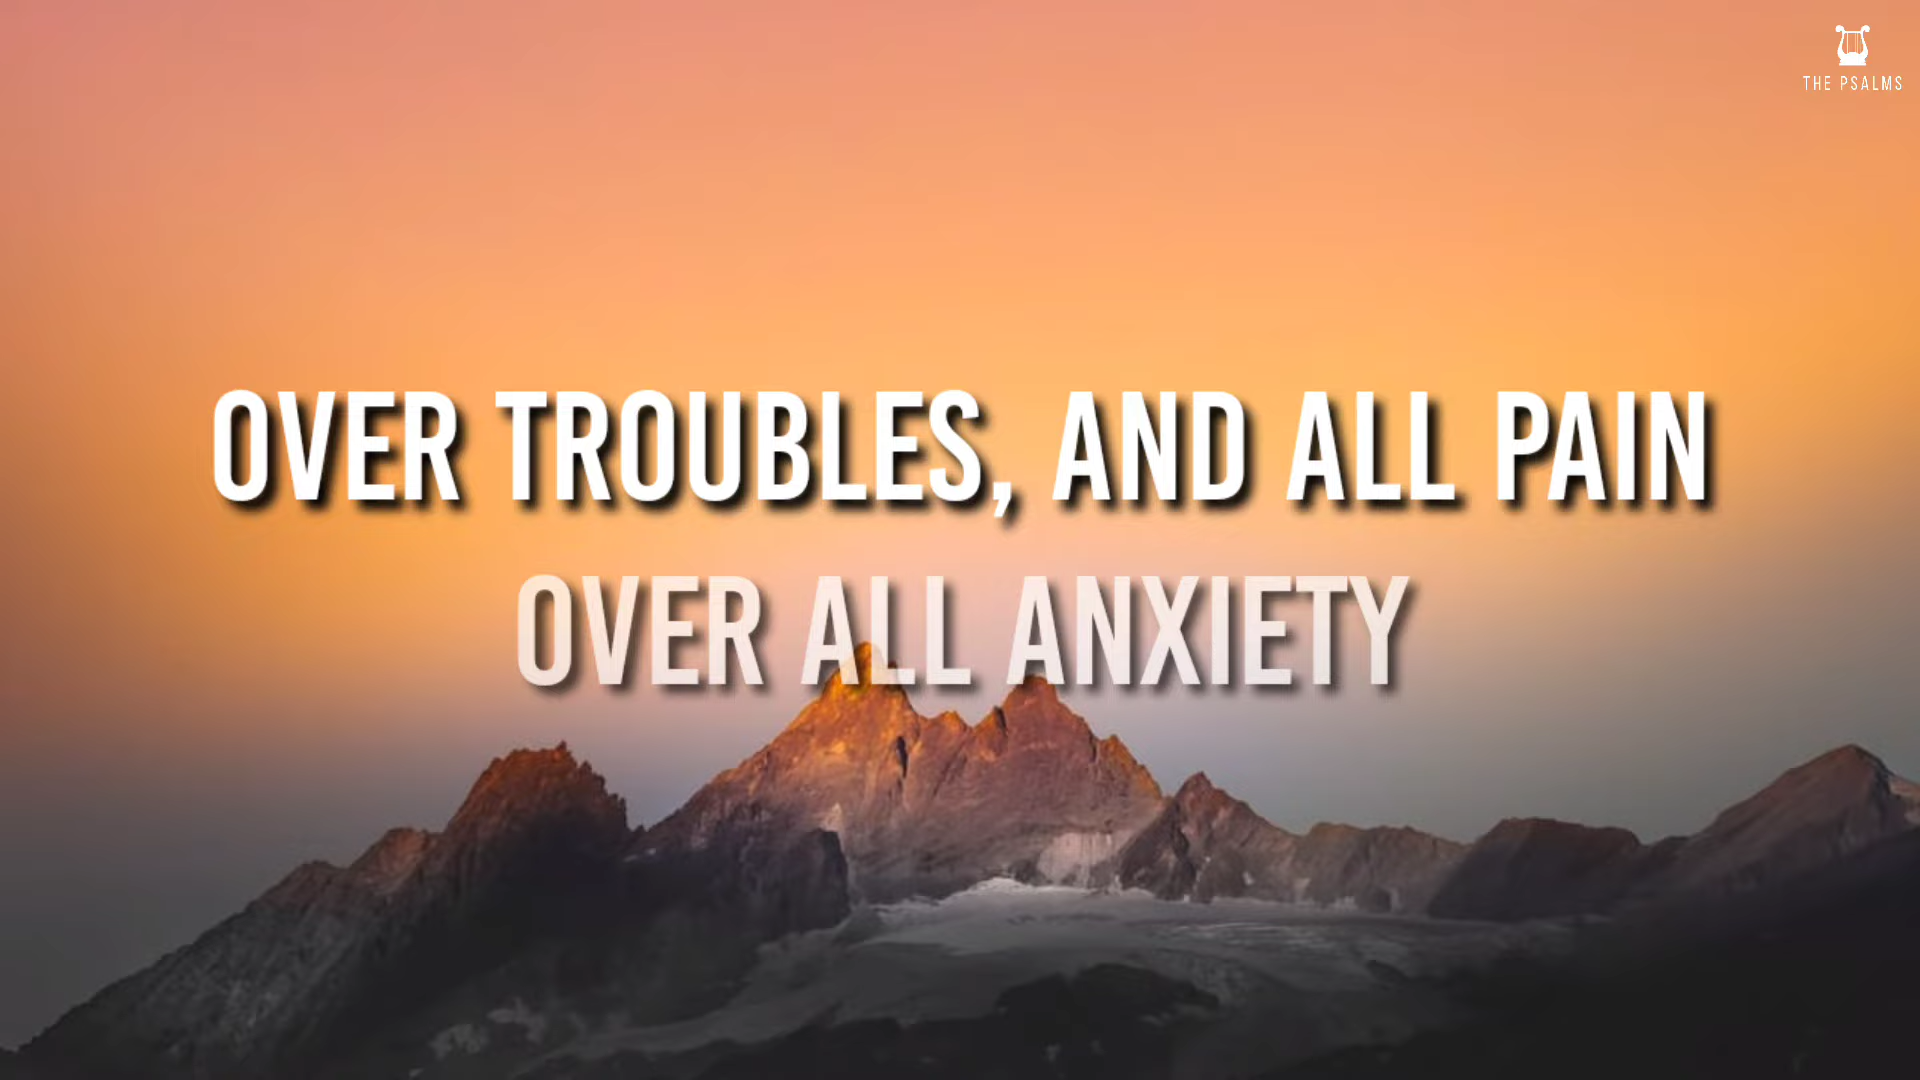 THE PSALMS
OVER TROUBLES, AND ALL PAIN
OVER ALL ANXIETY